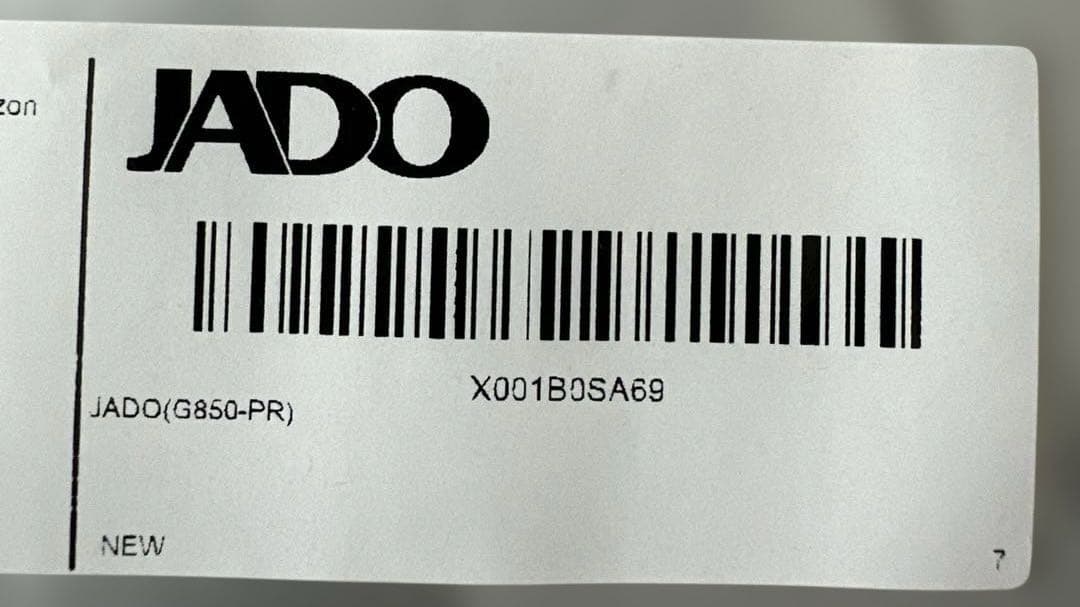 zon
JADO
X001B0SA69
JADO(G850-PR)
NEW
7